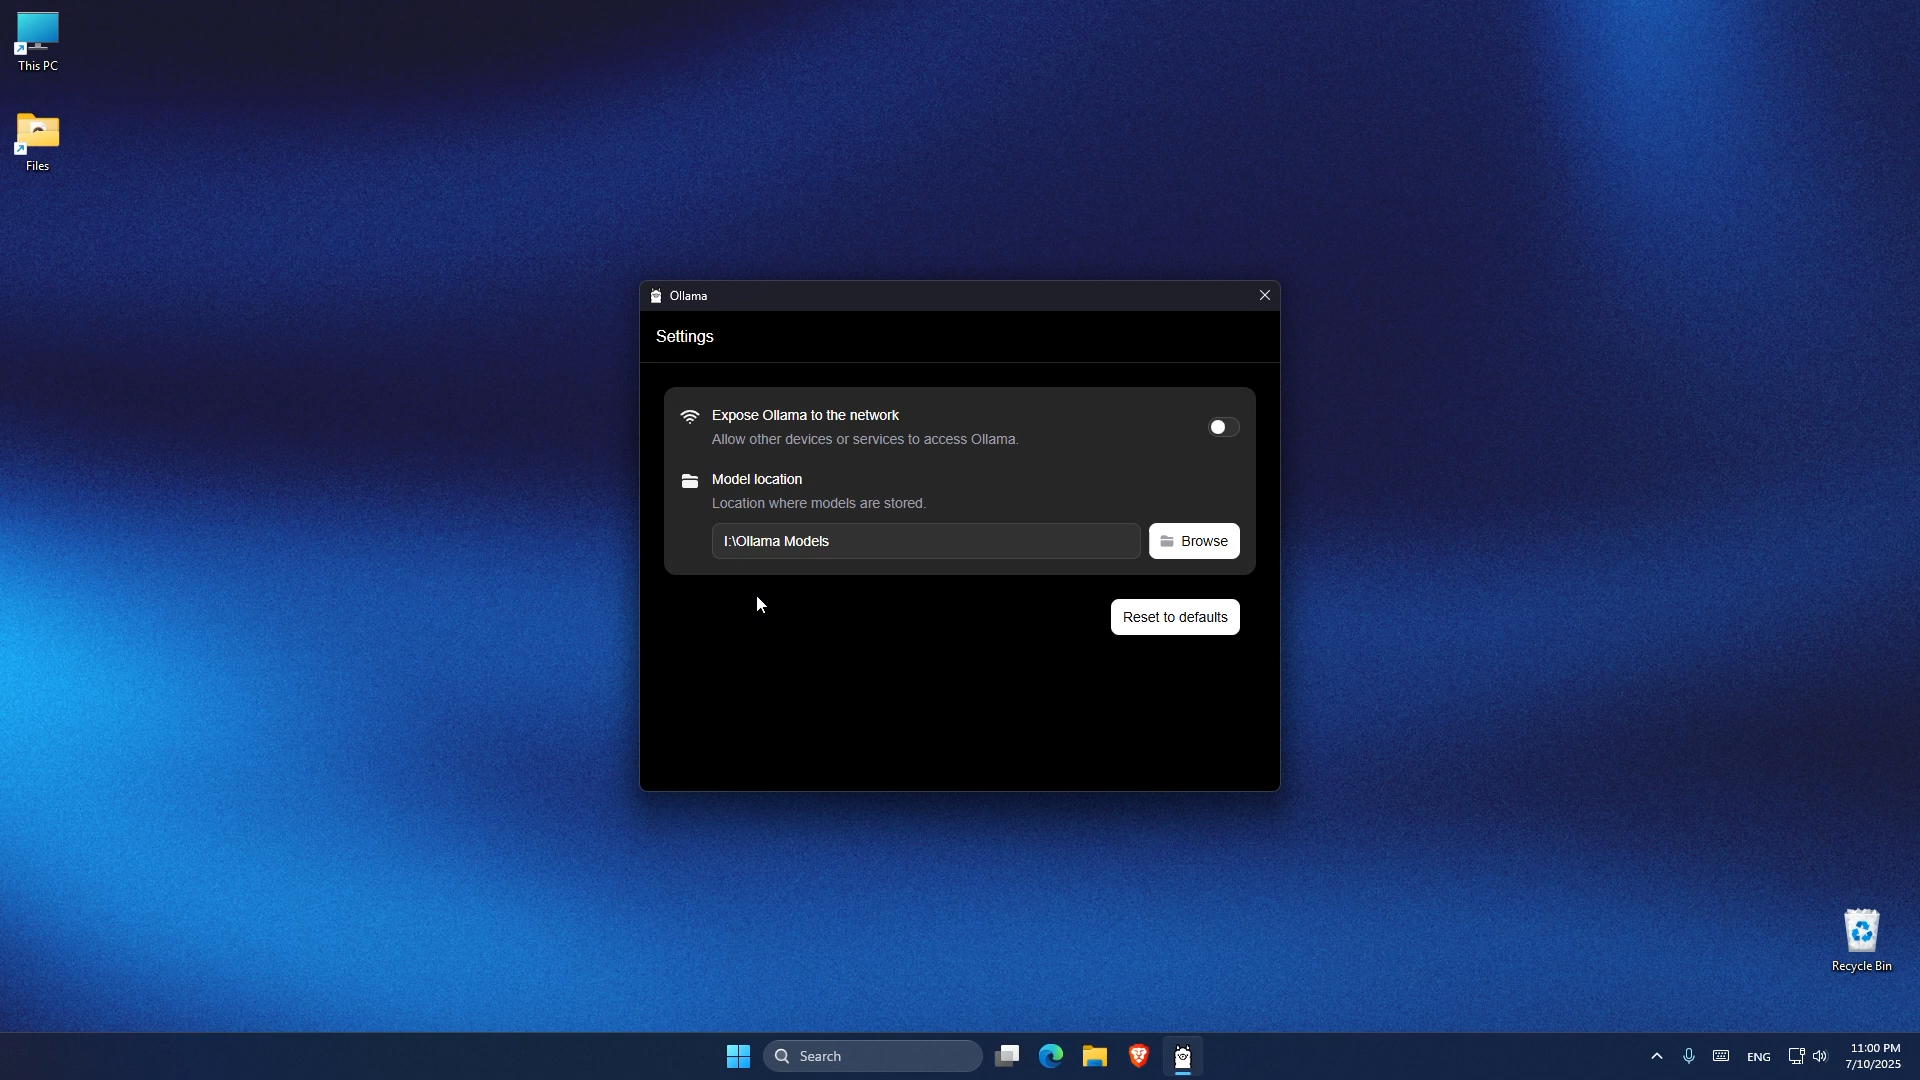 This PC
Files
Ollama
Settings
Expose Ollama to the network
Allow other devices or services to access Ollama.
Model location
Location where models are stored.
I:\Ollama Models
Browse
Reset to defaults
Recycle Bin
Search
ENG
11:00 PM
7/10/2025